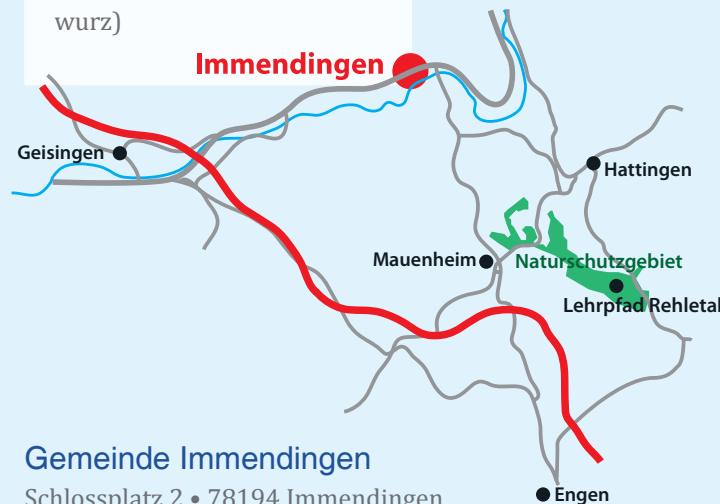 wurz)
Immendingen
Geisingen
Hattingen
Mauenheim
Naturschutzgebiet
Lehrpfad Rehletal
Gemeinde Immendingen
Schlossplatz 2 • 78194 Immendingen
Engen